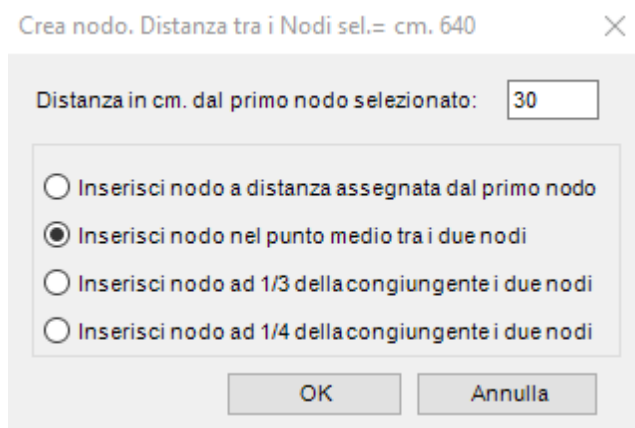 Crea nodo. Distanza tra i Nodi sel.= cm. 640
Distanza in cm. dal primo nodo selezionato: 30
Inserisci nodo a distanza assegnata dal primo nodo
Inserisci nodo nel punto medio tra i due nodi
Inserisci nodo ad 1/3 della congiungente i due nodi
Inserisci nodo ad 1/4 della congiungente i due nodi
OK Annulla